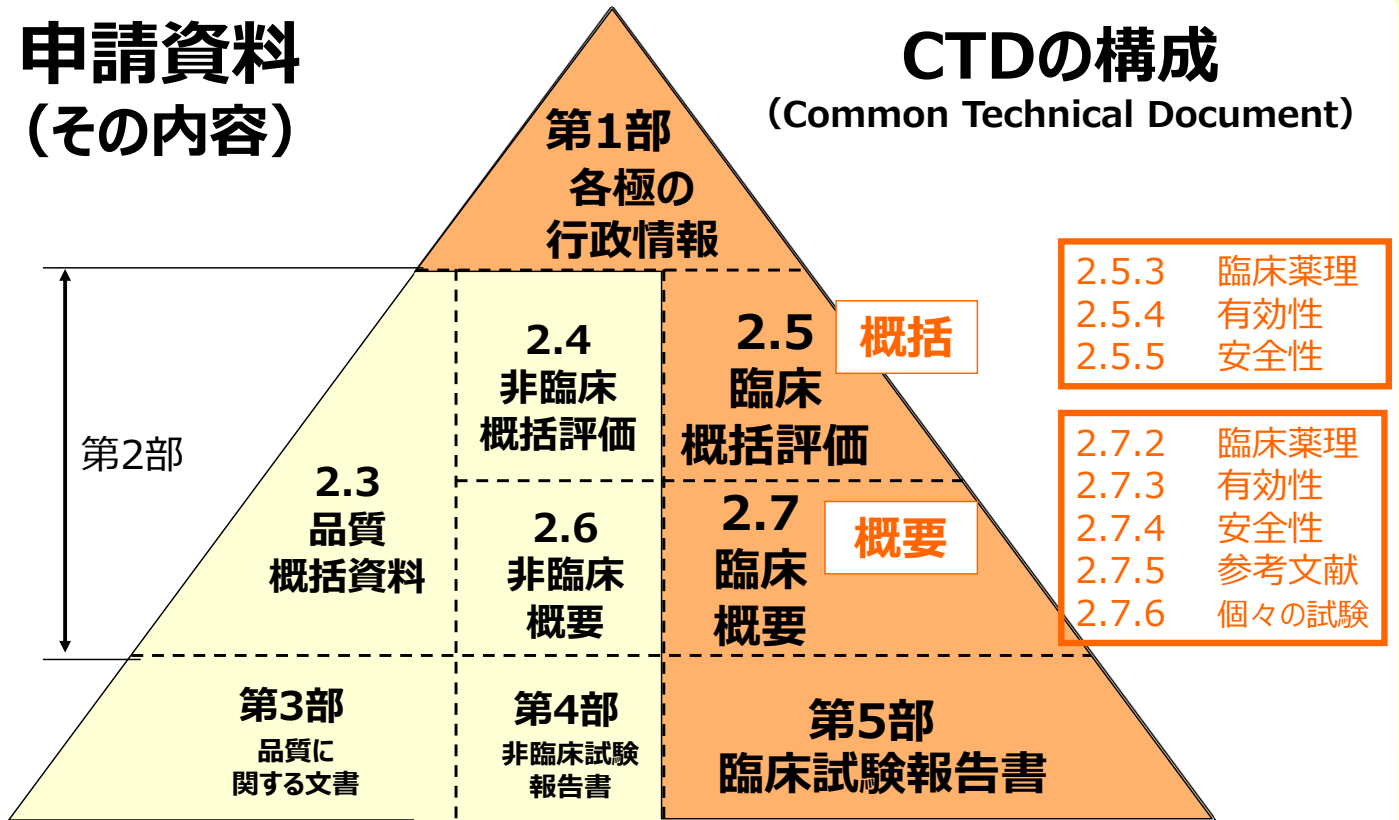 申請資料
（その内容）
CTDの構成
（Common Technical Document）
第1部
各極の
行政情報
第2部
2.3
品質
概括資料
2.4
非臨床
概括評価
2.5
臨床
概括評価
概括
2.5.3 臨床薬理
2.5.4 有効性
2.5.5 安全性
2.6
非臨床
概要
2.7
臨床
概要
概要
2.7.2 臨床薬理
2.7.3 有効性
2.7.4 安全性
2.7.5 参考文献
2.7.6 個々の試験
第3部
品質に
関する文書
第4部
非臨床試験
報告書
第5部
臨床試験報告書